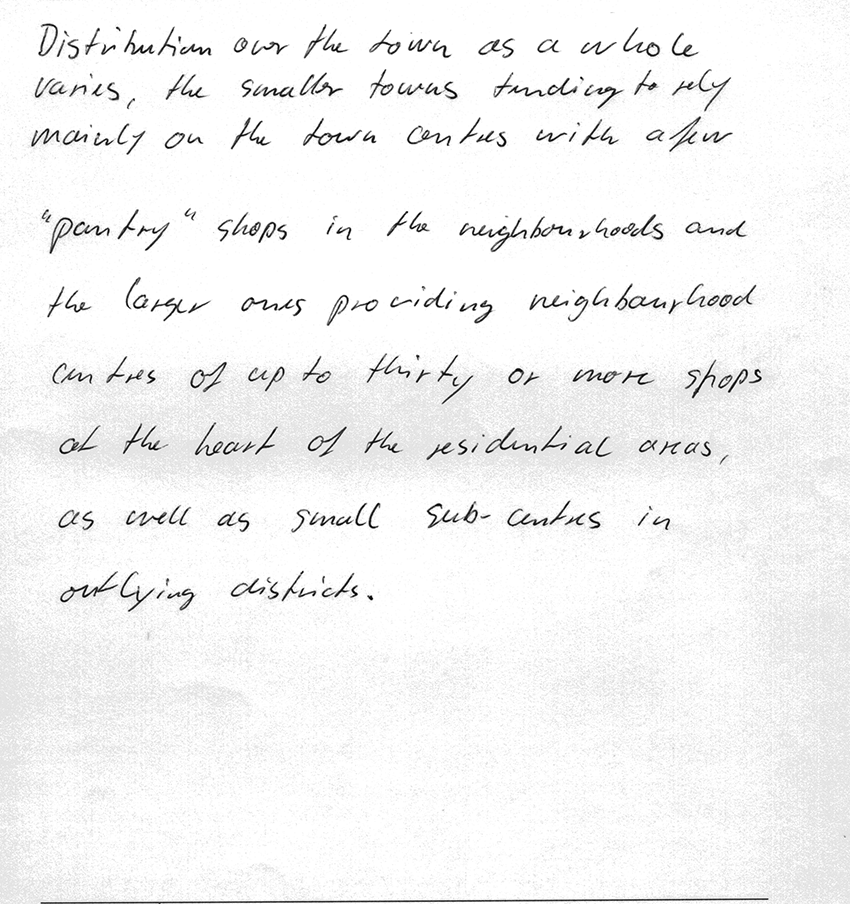 Distribution over the town as a whole
varies, the smaller towns tending to rely
mainly on the town centres with a few
"pantry" shops in the neighbourhoods and
the larger ones providing neighbourhood
centres of up to thirty or more shops
at the heart of the residential areas,
as well as small sub-centres in
outlying districts.